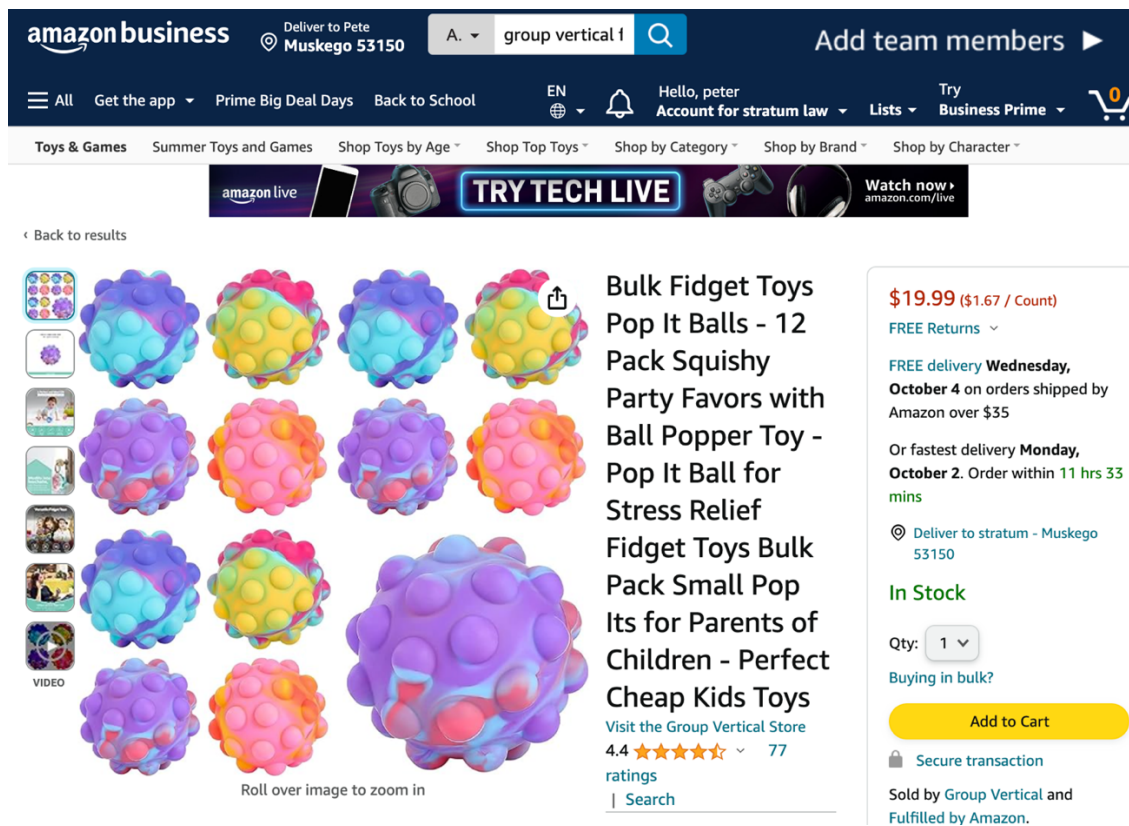 amazon business
Deliver to Pete
Muskego 53150
A.
group vertical f
Add team members
All
Get the app
Prime Big Deal Days
Back to School
EN
Hello, peter
Account for stratum law
Lists
Try
Business Prime
0
Toys & Games
Summer Toys and Games
Shop Toys by Age
Shop Top Toys
Shop by Category
Shop by Brand
Shop by Character
amazon live
TRY TECH LIVE
Watch now
amazon.com/live
‹ Back to results
VIDEO
Roll over image to zoom in
Bulk Fidget Toys
Pop It Balls - 12
Pack Squishy
Party Favors with
Ball Popper Toy -
Pop It Ball for
Stress Relief
Fidget Toys Bulk
Pack Small Pop
Its for Parents of
Children - Perfect
Cheap Kids Toys
Visit the Group Vertical Store
4.4 77
ratings
| Search
$19.99 ($1.67 / Count)
FREE Returns
FREE delivery Wednesday,
October 4 on orders shipped by
Amazon over $35
Or fastest delivery Monday,
October 2. Order within 11 hrs 33
mins
Deliver to stratum - Muskego
53150
In Stock
Qty: 1
Buying in bulk?
Add to Cart
Secure transaction
Sold by Group Vertical and
Fulfilled by Amazon.